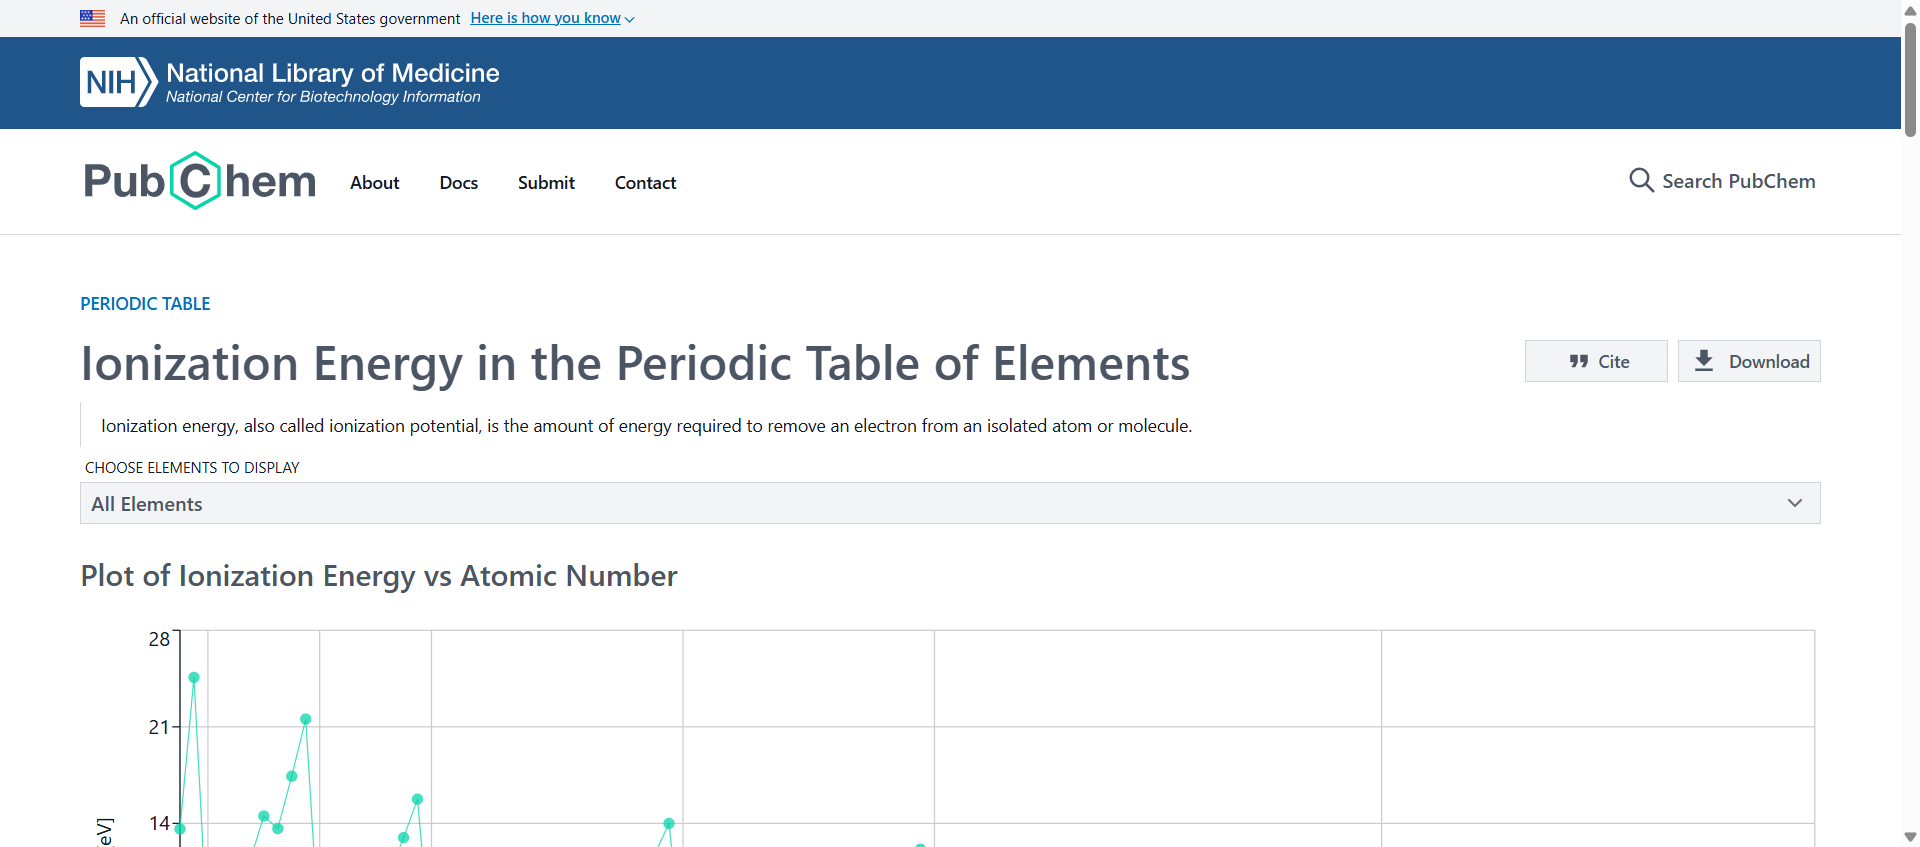 An official website of the United States government Here is how you know
NIH National Library of Medicine
National Center for Biotechnology Information
PubChem About Docs Submit Contact Search PubChem
PERIODIC TABLE
Ionization Energy in the Periodic Table of Elements
Cite Download
Ionization energy, also called ionization potential, is the amount of energy required to remove an electron from an isolated atom or molecule.
CHOOSE ELEMENTS TO DISPLAY
All Elements
Plot of Ionization Energy vs Atomic Number
28
21
14
eV]